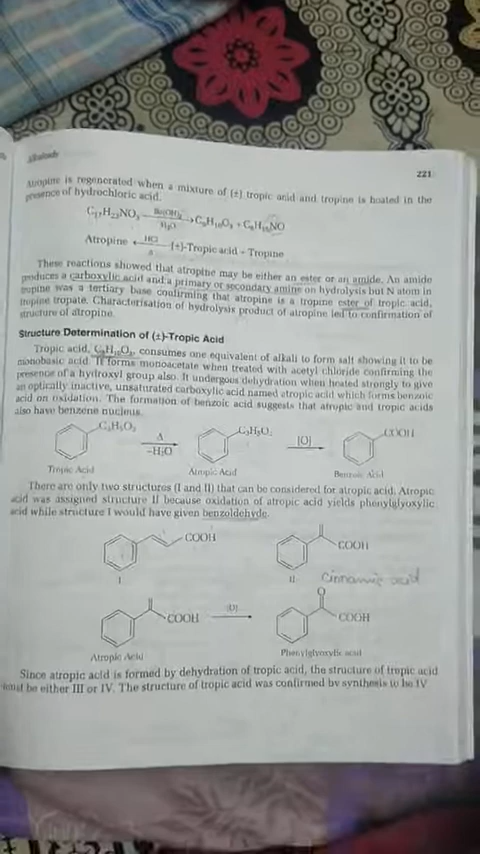 Alkaloids
221
Atropine is regenerated when a mixture of (±) tropic acid and tropine is heated in the
presence of hydrochloric acid.
C₁₇H₂₃NO₃ Ba(OH)₂ H₂O → C₉H₁₀O₃ + C₈H₁₅NO
Atropine ← HCl Δ (±)-Tropic acid + Tropine
These reactions showed that atropine may be either an ester or an amide. An amide
produces a carboxylic acid and a primary or secondary amine on hydrolysis but N atom in
tropine was a tertiary base confirming that atropine is a tropine ester of tropic acid,
tropine tropate. Characterisation of hydrolysis product of atropine led to confirmation of
structure of atropine.
Structure Determination of (±)-Tropic Acid
Tropic acid, C₉H₁₀O₃, consumes one equivalent of alkali to form salt showing it to be
monobasic acid. It forms monoacetate when treated with acetyl chloride confirming the
presence of a hydroxyl group also. It undergoes dehydration when heated strongly to give
an optically inactive, unsaturated carboxylic acid named atropic acid which forms benzoic
acid on oxidation. The formation of benzoic acid suggests that atropic and tropic acids
also have benzene nucleus.
C₃H₅O₃ Δ −H₂O C₃H₃O₂ [O] COOH
Tropic Acid Atropic Acid Benzoic Acid
There are only two structures (I and II) that can be considered for atropic acid. Atropic
acid was assigned structure II because oxidation of atropic acid yields phenylglyoxylic
acid while structure I would have given benzoldehyde.
COOH COOH
I II Cinnamic acid
COOH [O] O COOH
Atropic Acid Phenylglyoxylic acid
Since atropic acid is formed by dehydration of tropic acid, the structure of tropic acid
must be either III or IV. The structure of tropic acid was confirmed by synthesis to be IV